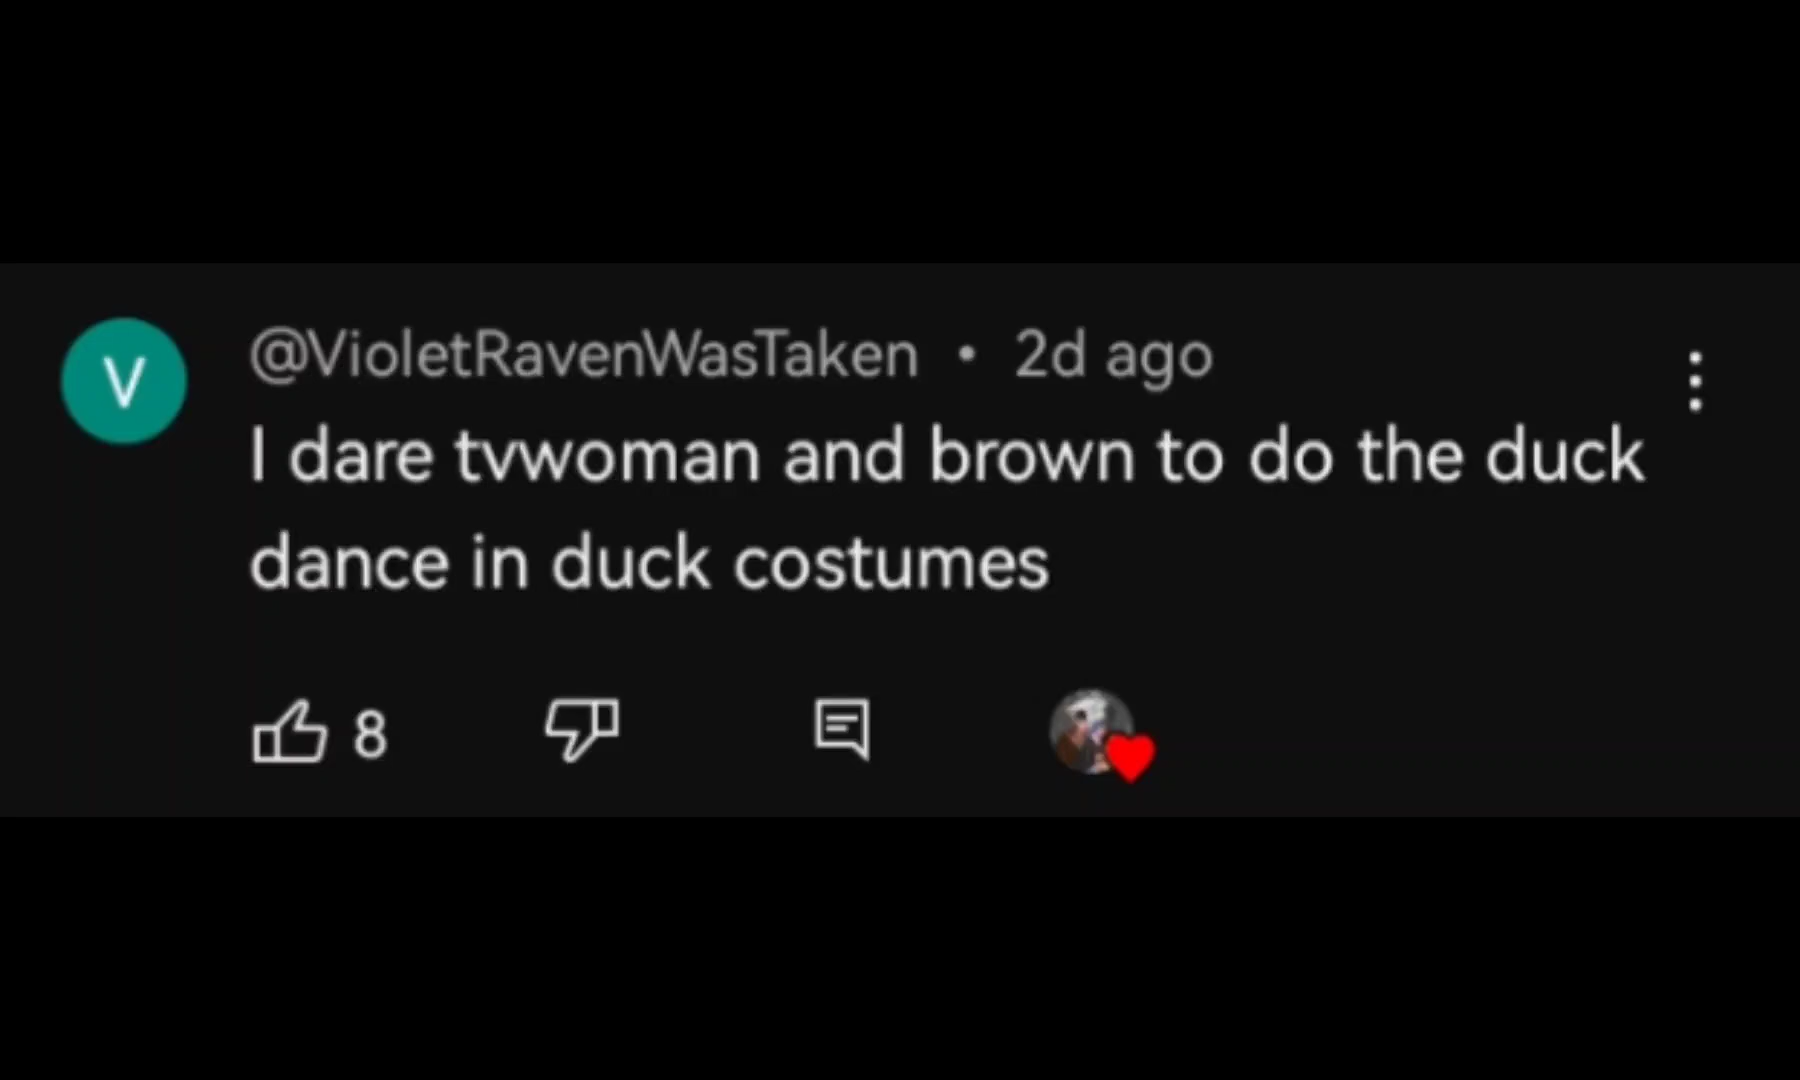 V
@VioletRavenWasTaken • 2d ago
I dare tvwoman and brown to do the duck
dance in duck costumes
8